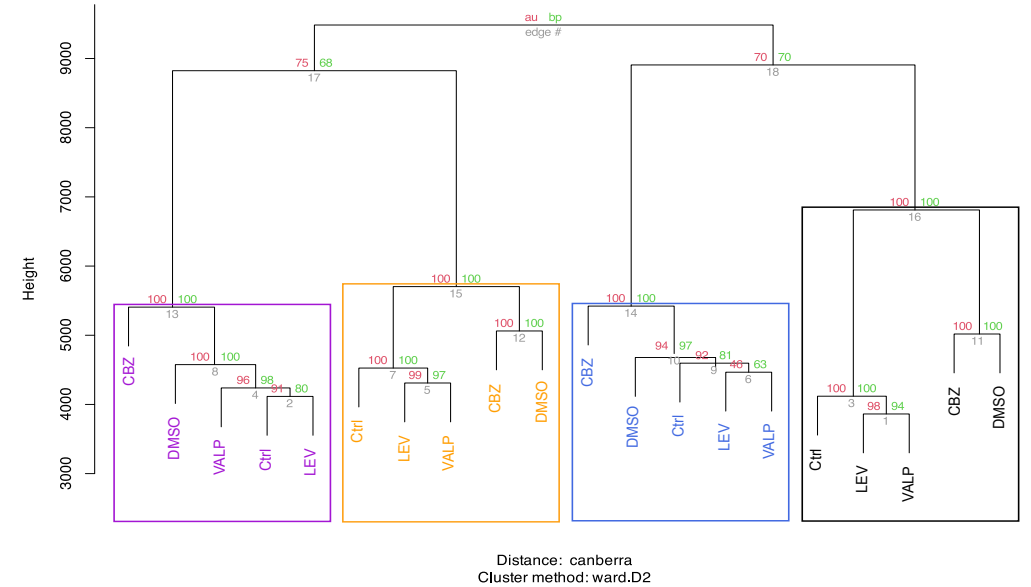 au bp
edge #
9000
8000
7000
6000
5000
4000
3000
Height
75 68
17
70 70
18
100 100
16
100 100
15
100 100
13
100 100
14
100 100
12
100 100
11
100 100
8
100 100
7
99 97
5
96 98
4
91 80
2
94 97
10
92 81
9
46 63
6
100 100
3
98 94
1
CBZ
DMSO
VALP
Ctrl
LEV
Ctrl
LEV
VALP
CBZ
DMSO
CBZ
DMSO
Ctrl
LEV
VALP
Ctrl
LEV
VALP
CBZ
DMSO
Distance: canberra
Cluster method: ward.D2